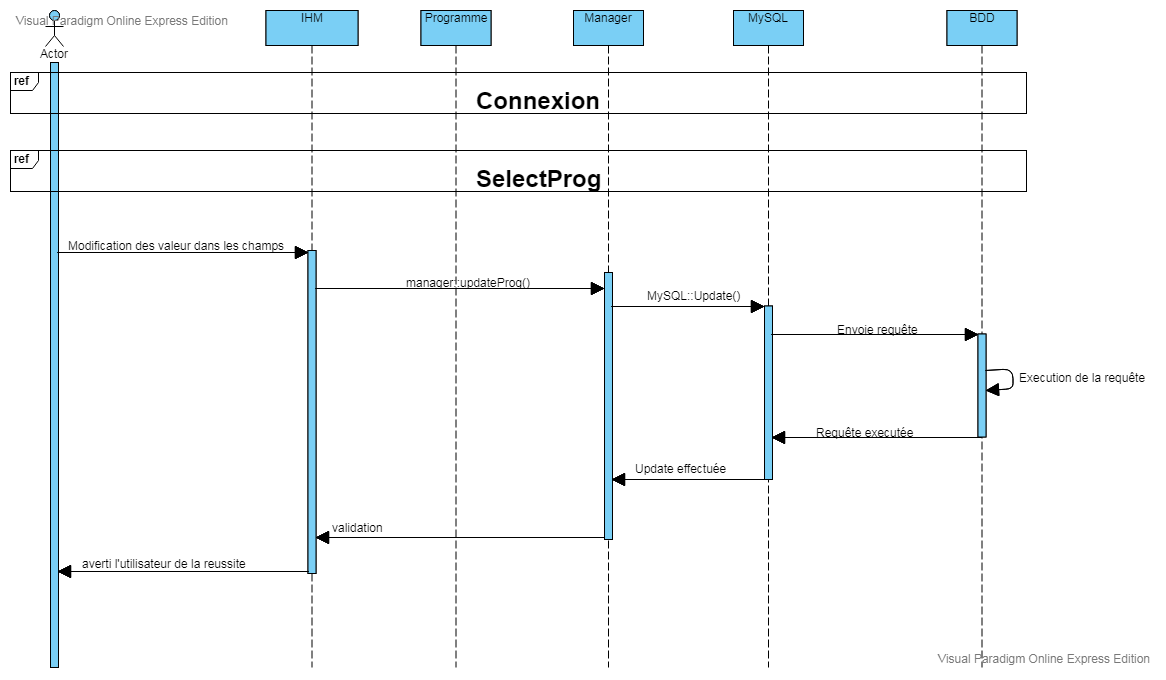 Visual Paradigm Online Express Edition
Actor
IHM
Programme
Manager
MySQL
BDD
ref
Connexion
ref
SelectProg
Modification des valeur dans les champs
manager::updateProg()
MySQL::Update()
Envoie requête
Execution de la requête
Requête executée
Update effectuée
validation
averti l'utilisateur de la reussite
Visual Paradigm Online Express Edition